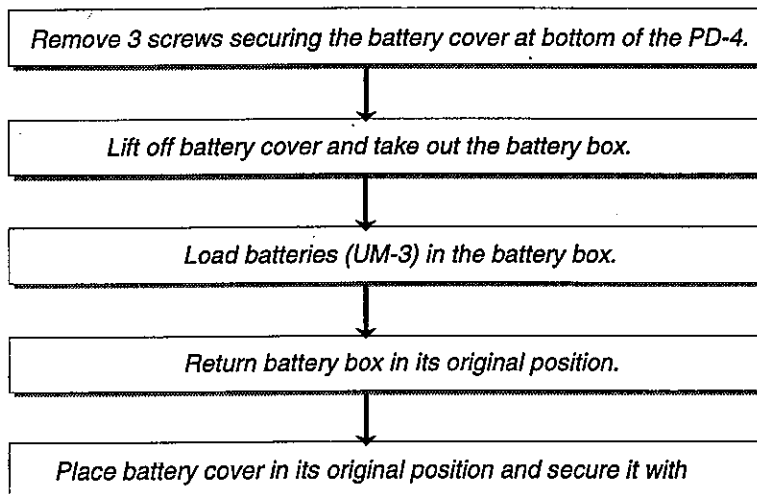 Remove 3 screws securing the battery cover at bottom of the PD-4.
Lift off battery cover and take out the battery box.
Load batteries (UM-3) in the battery box.
Return battery box in its original position.
Place battery cover in its original position and secure it with